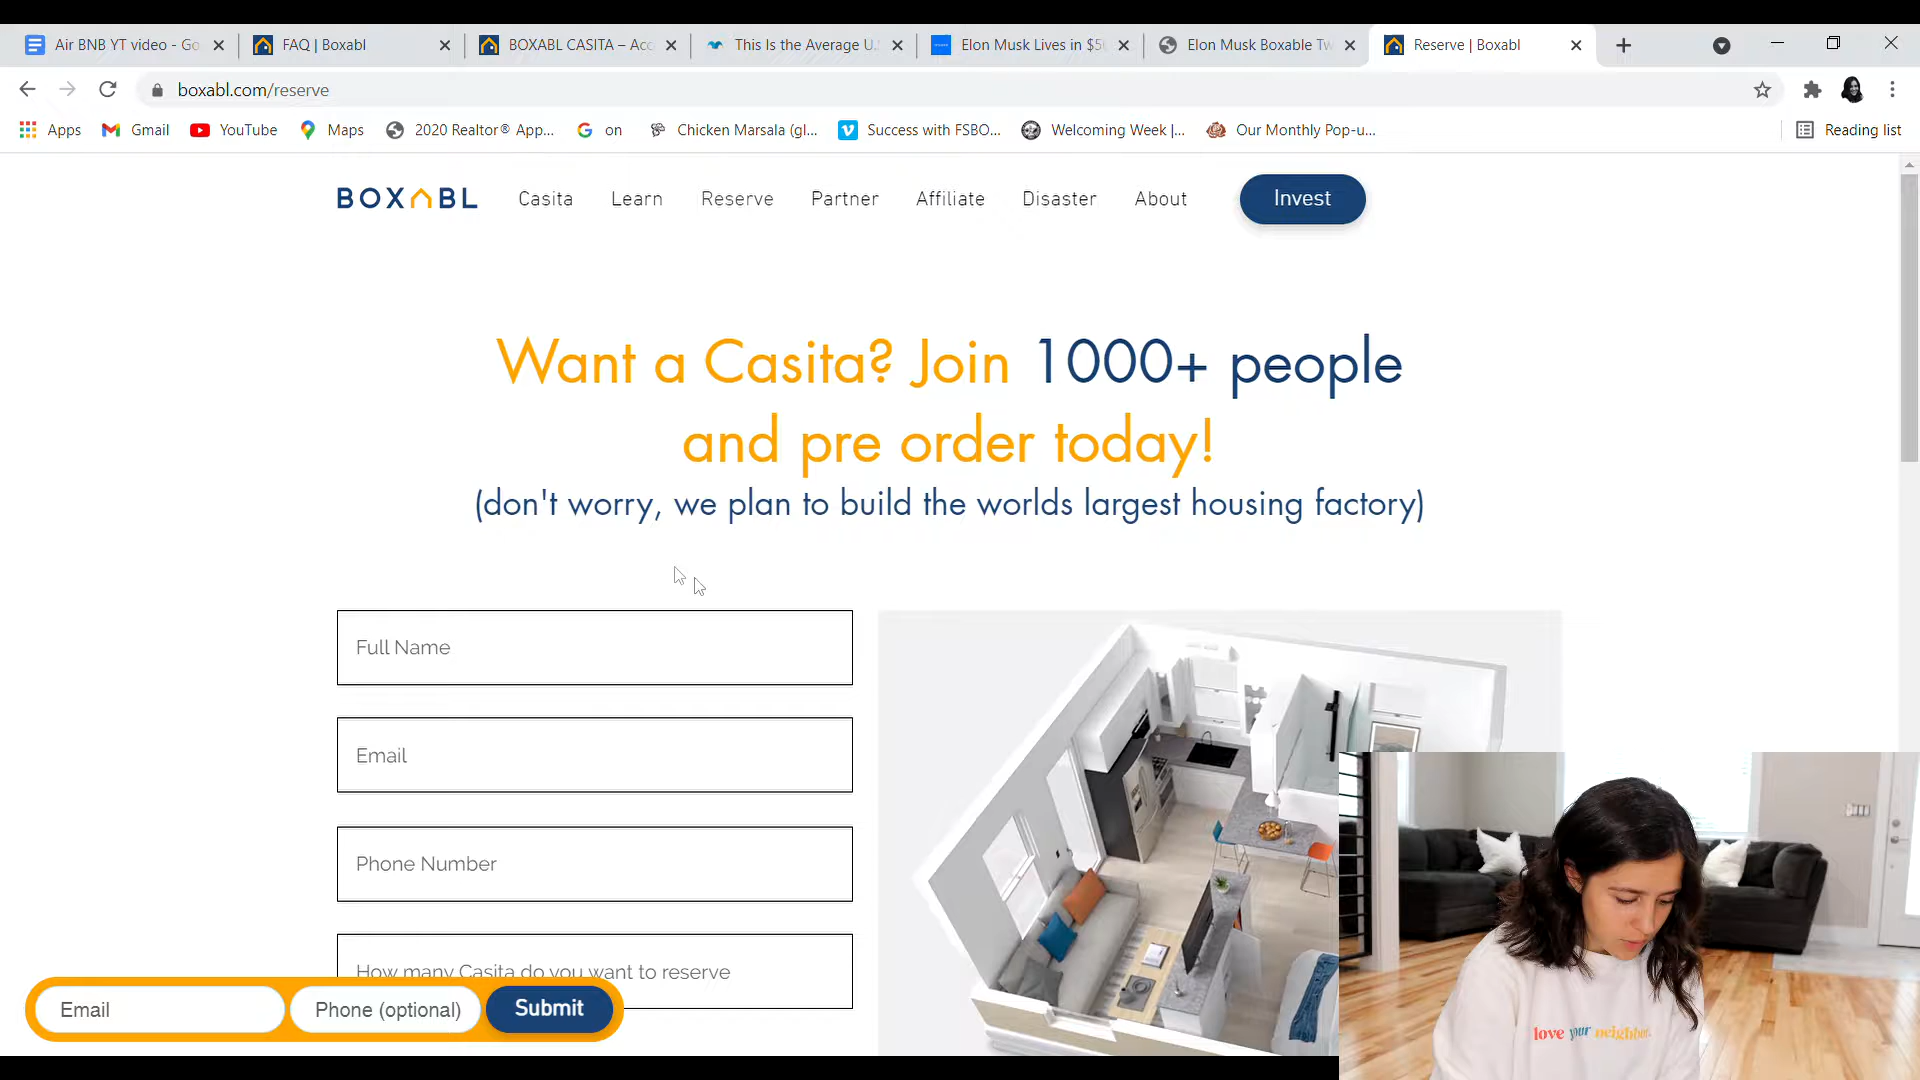 Air BNB YT video - Go
FAQ | Boxabl
BOXABL CASITA – Acc
This Is the Average U.
Elon Musk Lives in $5
Elon Musk Boxable Tw
Reserve | Boxabl
boxabl.com/reserve
Apps
Gmail
YouTube
Maps
2020 Realtor® App...
on
Chicken Marsala (gl...
Success with FSBO...
Welcoming Week |...
Our Monthly Pop-u...
Reading list
BOXABL
Casita
Learn
Reserve
Partner
Affiliate
Disaster
About
Invest
Want a Casita? Join 1000+ people
and pre order today!
(don't worry, we plan to build the worlds largest housing factory)
Full Name
Email
Phone Number
How many Casita do you want to reserve
Email
Phone (optional)
Submit
love your neighbor.